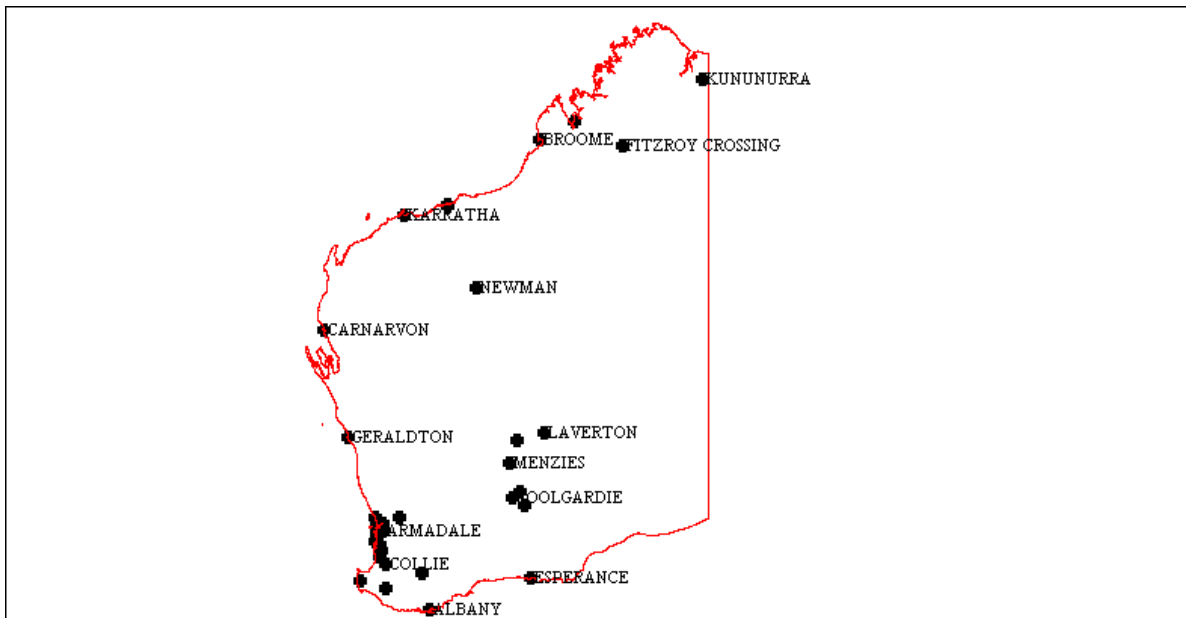 KUNUNURRA
BROOME
FITZROY CROSSING
KARRATHA
NEWMAN
CARNARVON
GERALDTON
LAVERTON
MENZIES
OOLGARDIE
ARMADALE
COLLIE
ESPERANCE
ALBANY